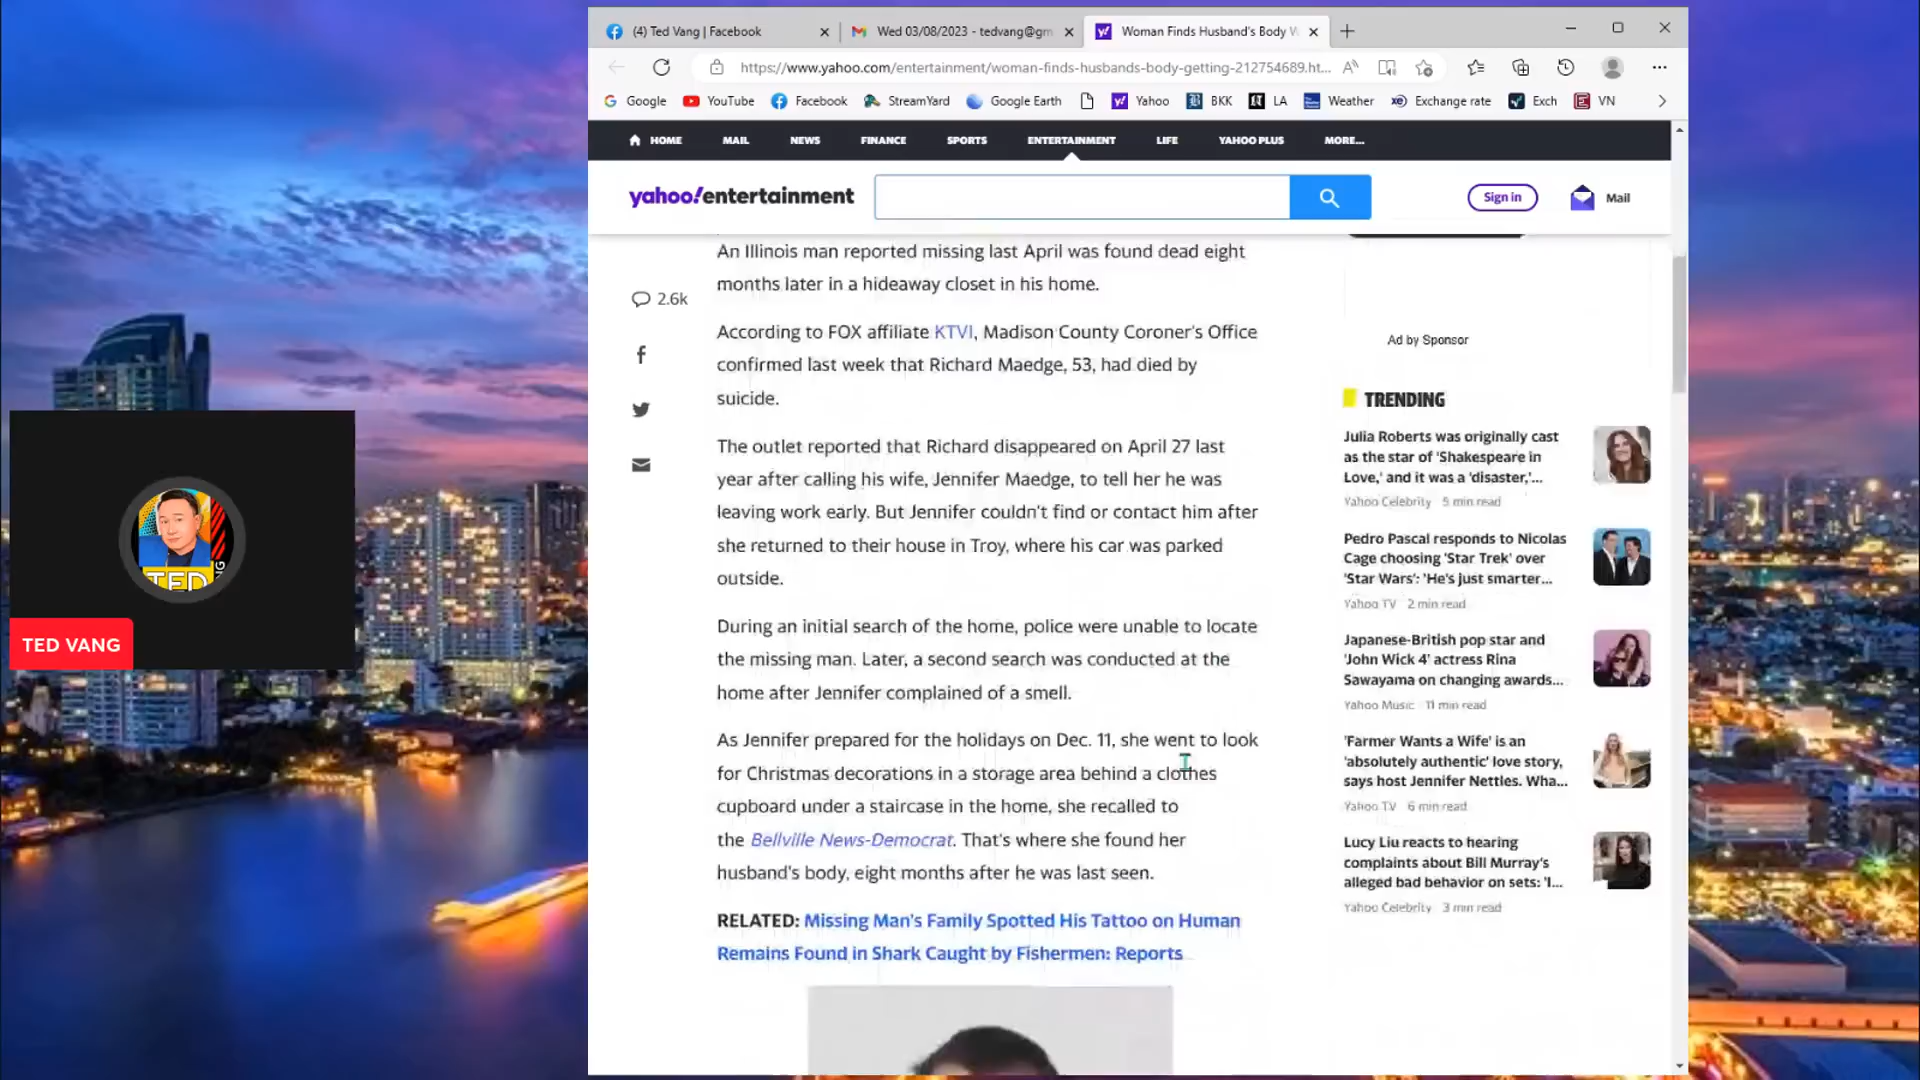 (4) Ted Vang | Facebook
Wed 03/08/2023 - tedvang@gm
Woman Finds Husband's Body W
https://www.yahoo.com/entertainment/woman-finds-husbands-body-getting-212754689.ht...
Google
YouTube
Facebook
StreamYard
Google Earth
Yahoo
BKK
LA
Weather
Exchange rate
Exch
VN
HOME
MAIL
NEWS
FINANCE
SPORTS
ENTERTAINMENT
LIFE
YAHOO PLUS
MORE...
yahoo!entertainment
Sign in
Mail
2.6k
An Illinois man reported missing last April was found dead eight
months later in a hideaway closet in his home.
According to FOX affiliate KTVI, Madison County Coroner's Office
confirmed last week that Richard Maedge, 53, had died by
suicide.
The outlet reported that Richard disappeared on April 27 last
year after calling his wife, Jennifer Maedge, to tell her he was
leaving work early. But Jennifer couldn't find or contact him after
she returned to their house in Troy, where his car was parked
outside.
During an initial search of the home, police were unable to locate
the missing man. Later, a second search was conducted at the
home after Jennifer complained of a smell.
As Jennifer prepared for the holidays on Dec. 11, she went to look
for Christmas decorations in a storage area behind a clothes
cupboard under a staircase in the home, she recalled to
the Bellville News-Democrat. That's where she found her
husband's body, eight months after he was last seen.
RELATED: Missing Man's Family Spotted His Tattoo on Human
Remains Found in Shark Caught by Fishermen: Reports
Ad by Sponsor
TRENDING
Julia Roberts was originally cast
as the star of 'Shakespeare in
Love,' and it was a 'disaster,'...
Yahoo Celebrity 5 min read
Pedro Pascal responds to Nicolas
Cage choosing 'Star Trek' over
'Star Wars': 'He's just smarter...
Yahoo TV 2 min read
Japanese-British pop star and
'John Wick 4' actress Rina
Sawayama on changing awards...
Yahoo Music 11 min read
'Farmer Wants a Wife' is an
'absolutely authentic' love story,
says host Jennifer Nettles. Wha...
Yahoo TV 6 min read
Lucy Liu reacts to hearing
complaints about Bill Murray's
alleged bad behavior on sets: 'I...
Yahoo Celebrity 3 min read
TED
TED VANG